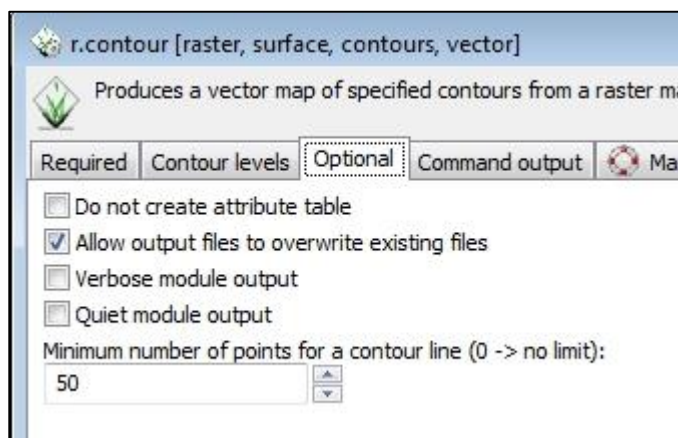 r.contour [raster, surface, contours, vector]
Produces a vector map of specified contours from a raster
Required Contour levels Optional Command output
Do not create attribute table
Allow output files to overwrite existing files
Verbose module output
Quiet module output
Minimum number of points for a contour line (0 -> no limit):
50